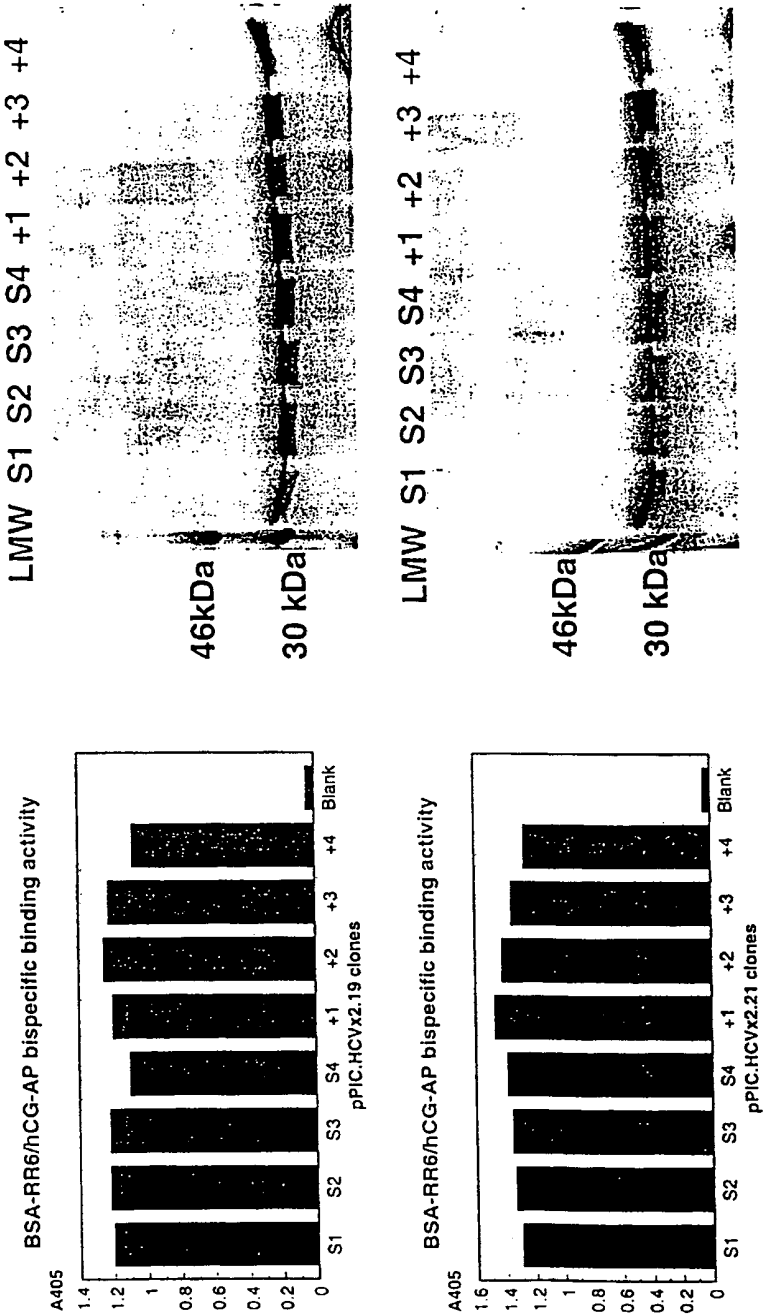 BSA-RR6/hCG-AP bispecific binding activity
A405
1.4
1.2
1
0.8
0.6
0.4
0.2
0
S1 S2 S3 S4 +1 +2 +3 +4 Blank
pPIC.HCVx2.19 clones
LMW S1 S2 S3 S4 +1 +2 +3 +4
46kDa
30 kDa
BSA-RR6/hCG-AP bispecific binding activity
A405
1.6
1.4
1.2
1
0.8
0.6
0.4
0.2
0
S1 S2 S3 S4 +1 +2 +3 +4 Blank
pPIC.HCVx2.21 clones
LMW S1 S2 S3 S4 +1 +2 +3 +4
46kDa
30 kDa